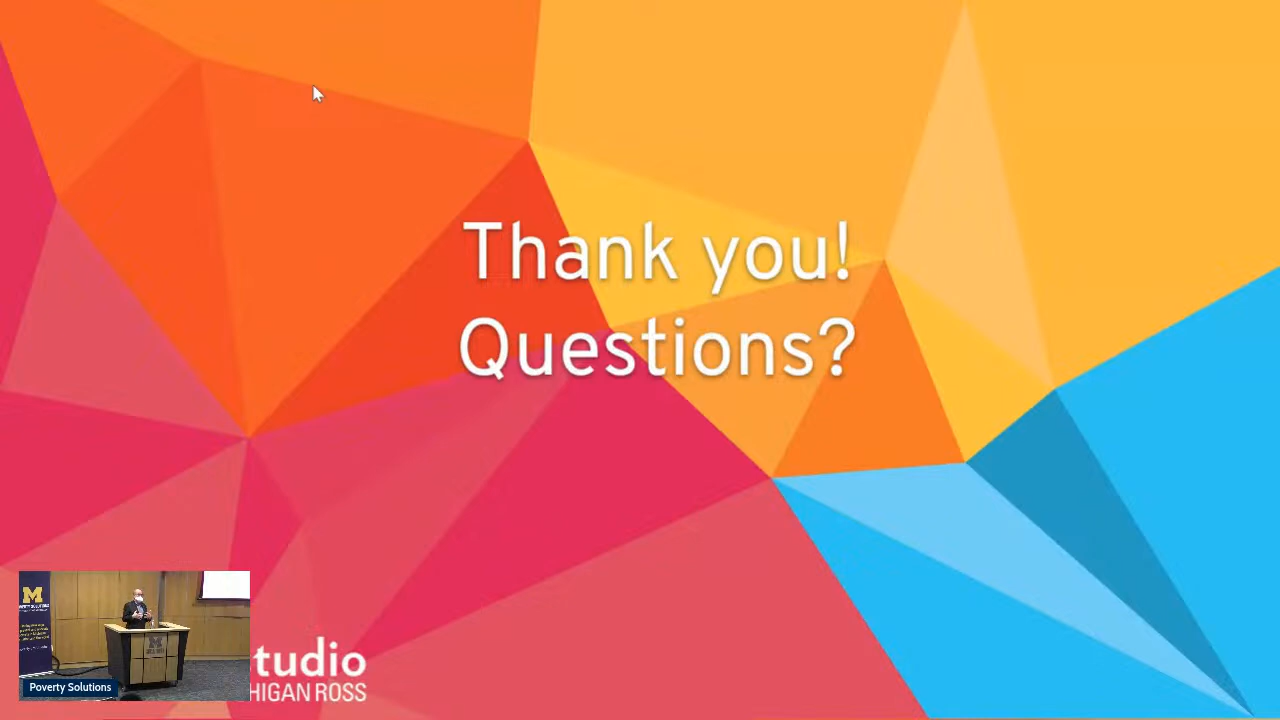 Thank you!
Questions?
M
Poverty Solutions
tudio
HIGAN ROSS